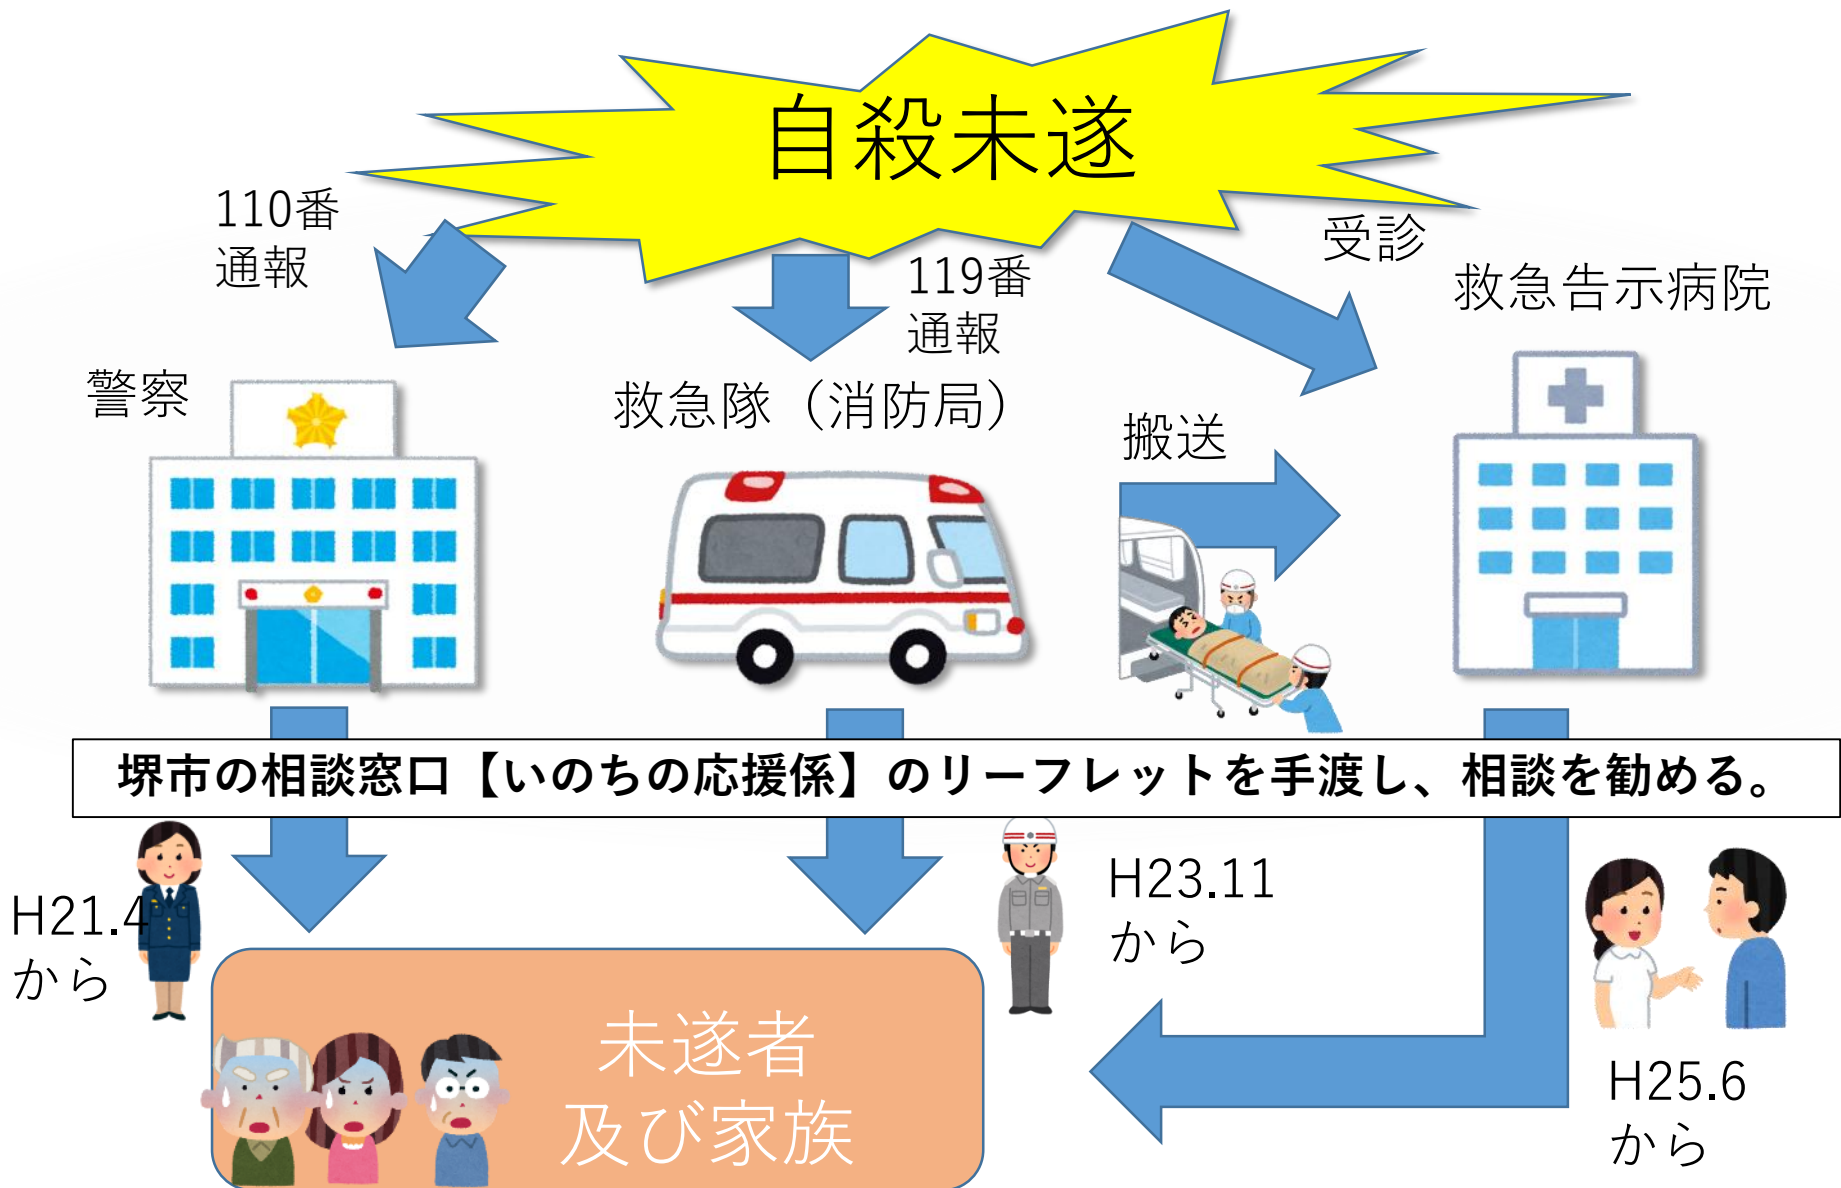 自殺未遂
110番
通報
119番
通報
受診
救急告示病院
警察
救急隊（消防局）
搬送
堺市の相談窓口【いのちの応援係】のリーフレットを手渡し、相談を勧める。
H21.4
から
H23.11
から
H25.6
から
未遂者
及び家族